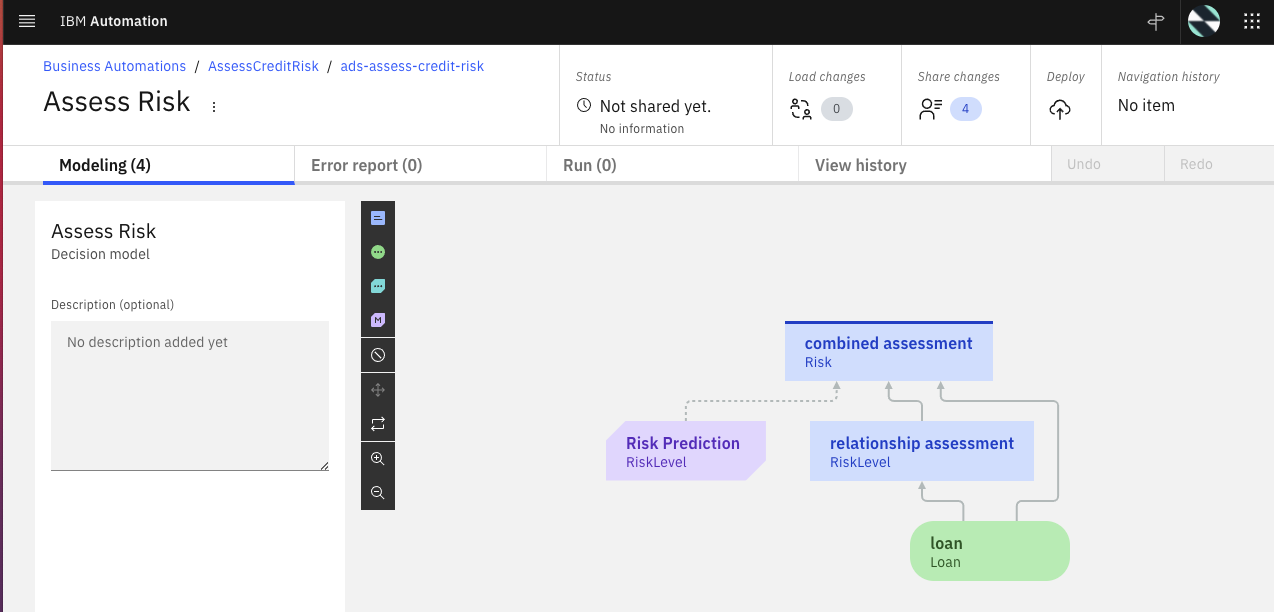 IBM Automation
Business Automations / AssessCreditRisk / ads-assess-credit-risk
Assess Risk
Status
Not shared yet.
No information
Load changes
0
Share changes
4
Deploy
Navigation history
No item
Modeling (4)
Error report (0)
Run (0)
View history
Undo
Redo
Assess Risk
Decision model
Description (optional)
No description added yet
M
combined assessment
Risk
Risk Prediction
RiskLevel
relationship assessment
RiskLevel
loan
Loan